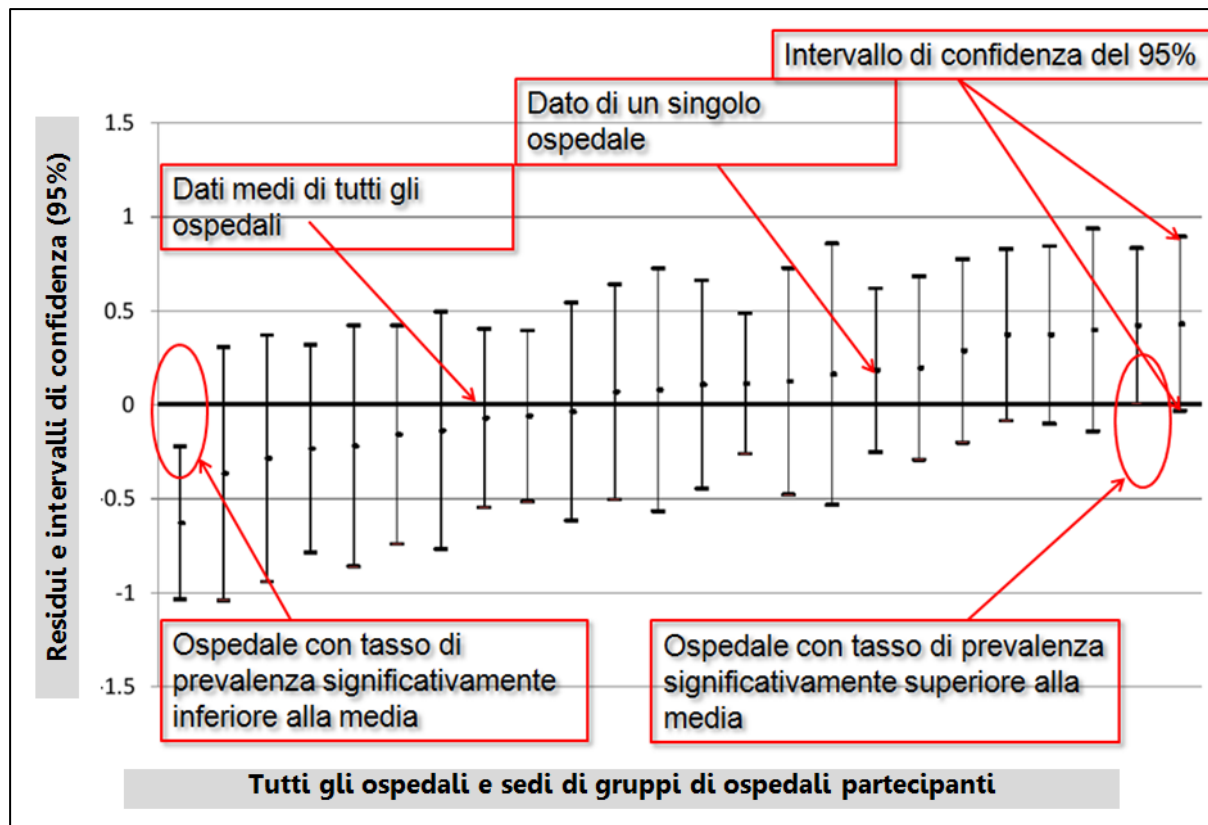 Intervallo di confidenza del 95%
Dato di un singolo
ospedale
Dati medi di tutti gli
ospedali
Residui e intervalli di confidenza (95%)
1.5
1
0.5
0
-0.5
-1
-1.5
Ospedale con tasso di
prevalenza significativamente
inferiore alla media
Ospedale con tasso di prevalenza
significativamente superiore alla
media
Tutti gli ospedali e sedi di gruppi di ospedali partecipanti